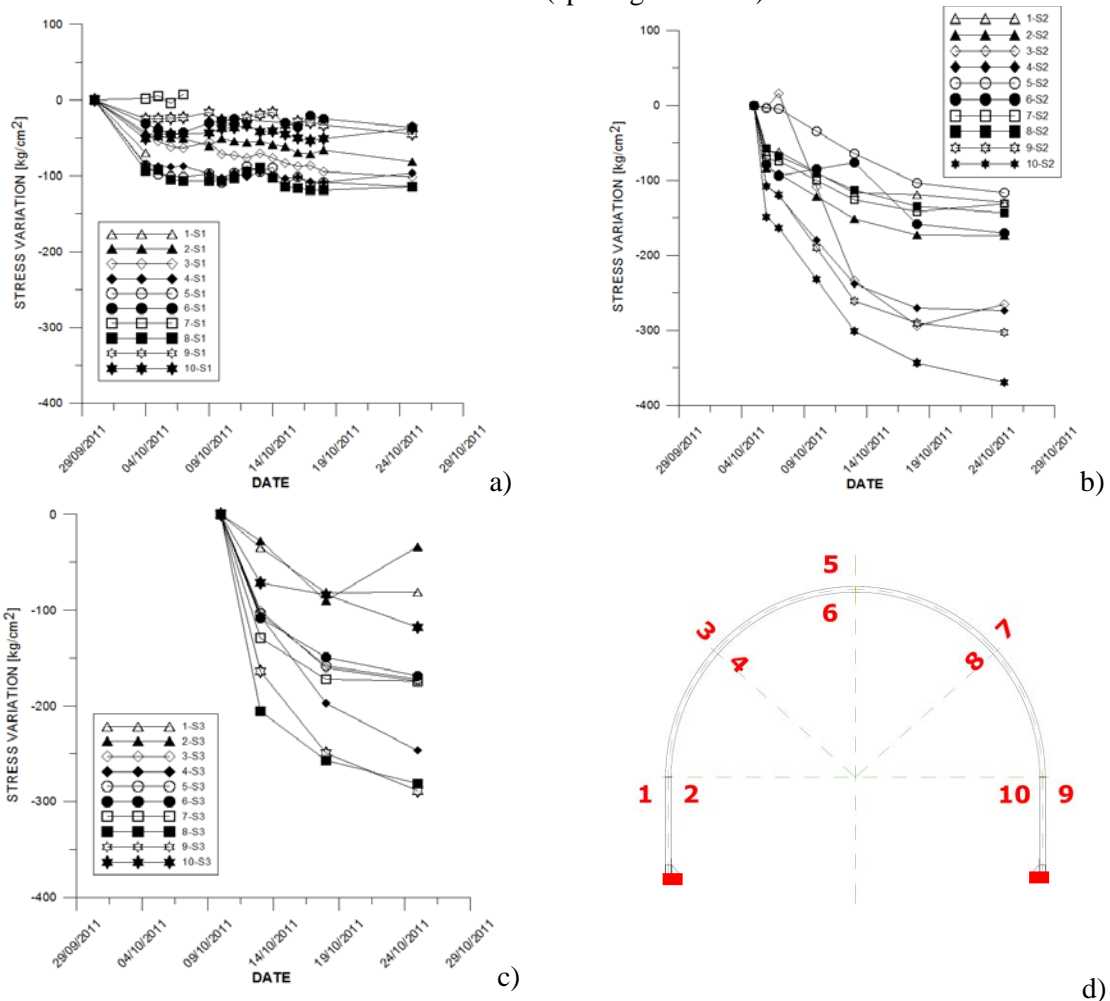 STRESS VARIATION [kg/cm2]
100
0
-100
-200
-300
-400
1-S1
2-S1
3-S1
4-S1
5-S1
6-S1
7-S1
8-S1
9-S1
10-S1
29/09/2011
04/10/2011
09/10/2011
14/10/2011
19/10/2011
24/10/2011
29/10/2011
DATE
a)
STRESS VARIATION [kg/cm2]
100
0
-100
-200
-300
-400
1-S2
2-S2
3-S2
4-S2
5-S2
6-S2
7-S2
8-S2
9-S2
10-S2
29/09/2011
04/10/2011
09/10/2011
14/10/2011
19/10/2011
24/10/2011
29/10/2011
DATE
b)
STRESS VARIATION [kg/cm2]
0
-100
-200
-300
-400
1-S3
2-S3
3-S3
4-S3
5-S3
6-S3
7-S3
8-S3
9-S3
10-S3
29/09/2011
04/10/2011
09/10/2011
14/10/2011
19/10/2011
24/10/2011
29/10/2011
DATE
c)
5
6
3
4
7
8
1
2
10
9
d)